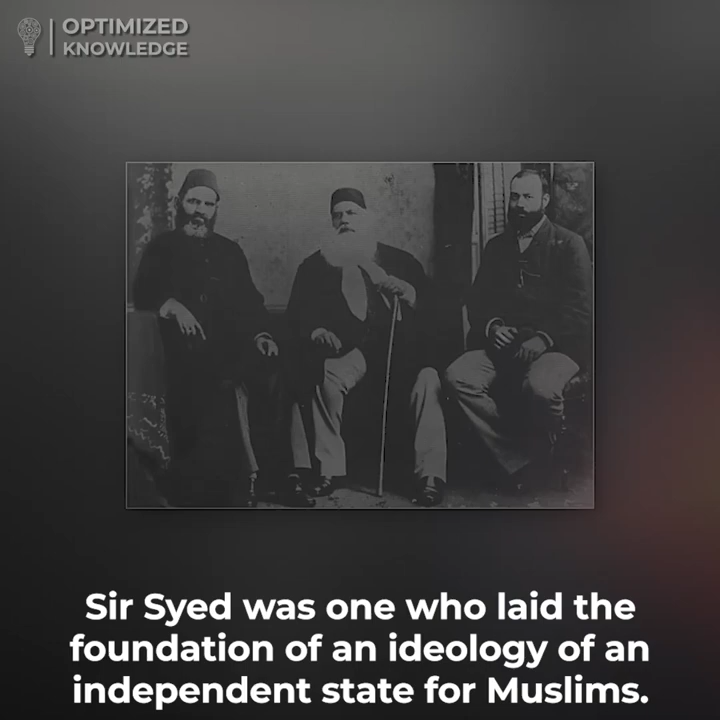 OPTIMIZED
KNOWLEDGE
Sir Syed was one who laid the
foundation of an ideology of an
independent state for Muslims.